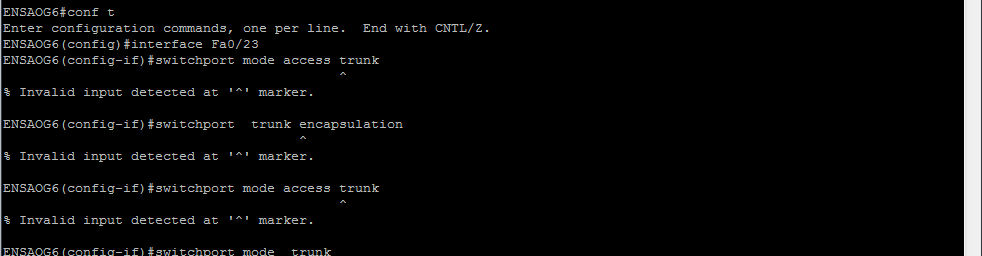 ENSAOG6#conf t
Enter configuration commands, one per line.  End with CNTL/Z.
ENSAOG6(config)#interface Fa0/23
ENSAOG6(config-if)#switchport mode access trunk
                                          ^
% Invalid input detected at '^' marker.
ENSAOG6(config-if)#switchport  trunk encapsulation
                                     ^
% Invalid input detected at '^' marker.
ENSAOG6(config-if)#switchport mode access trunk
                                          ^
% Invalid input detected at '^' marker.
ENSAOG6(config-if)#switchport mode  trunk